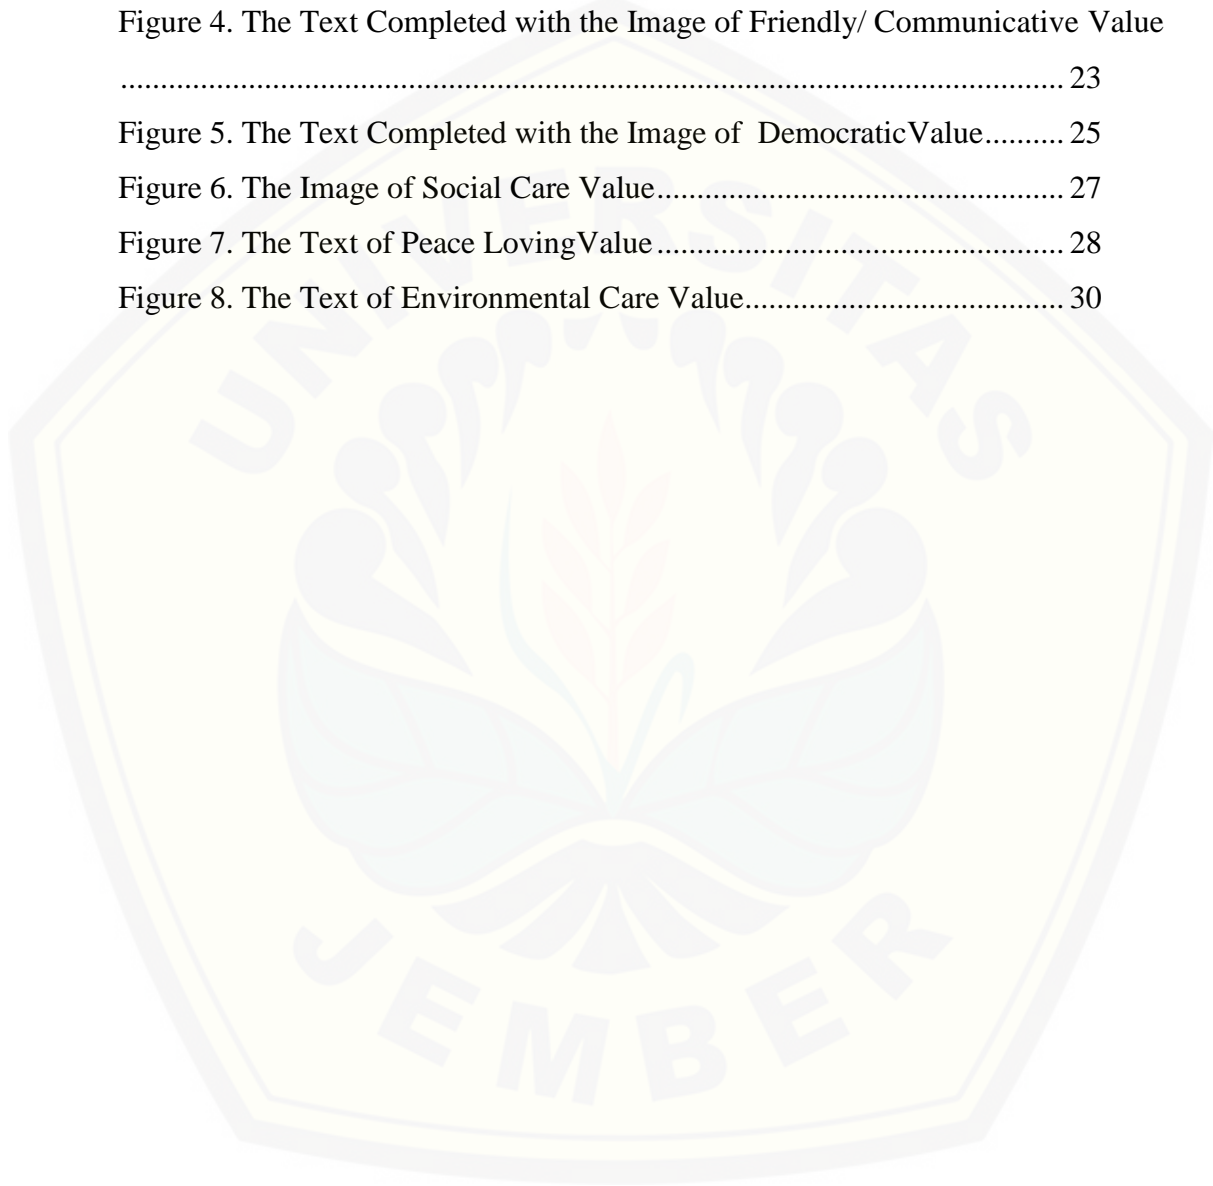 Figure 4. The Text Completed with the Image of Friendly/ Communicative Value
...................................................................................................................... 23
Figure 5. The Text Completed with the Image of  DemocraticValue.......... 25
Figure 6. The Image of Social Care Value................................................... 27
Figure 7. The Text of Peace LovingValue................................................... 28
Figure 8. The Text of Environmental Care Value........................................ 30
UNIVERSITAS
JEMBER